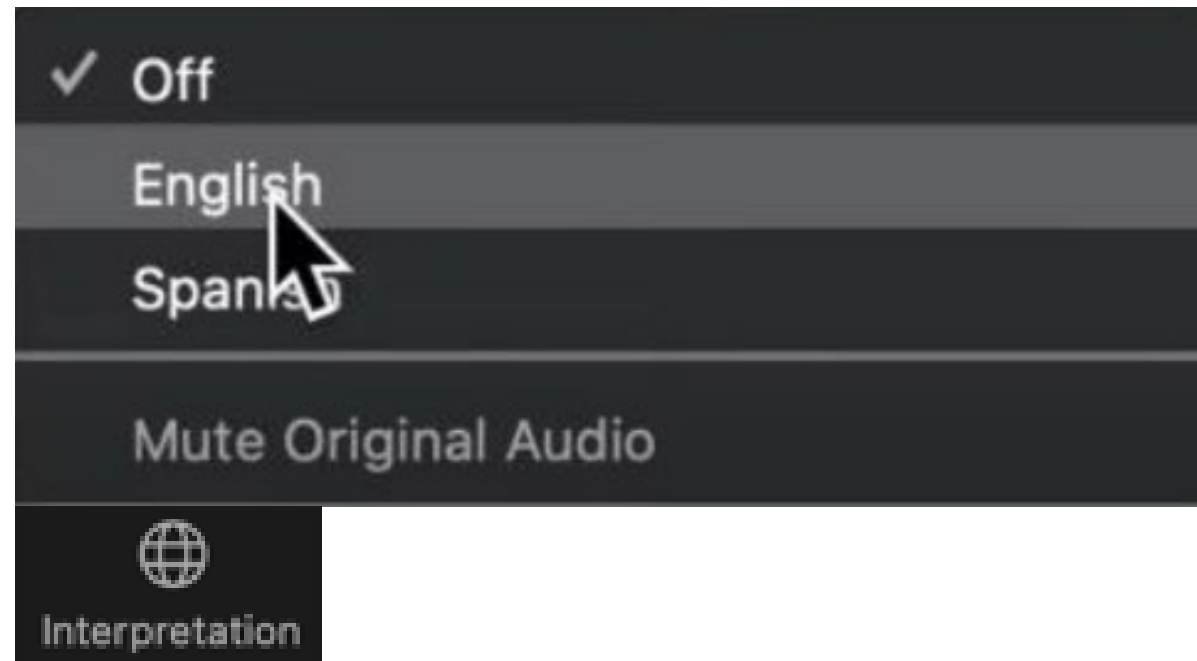 Off
English
Spanish
Mute Original Audio
Interpretation